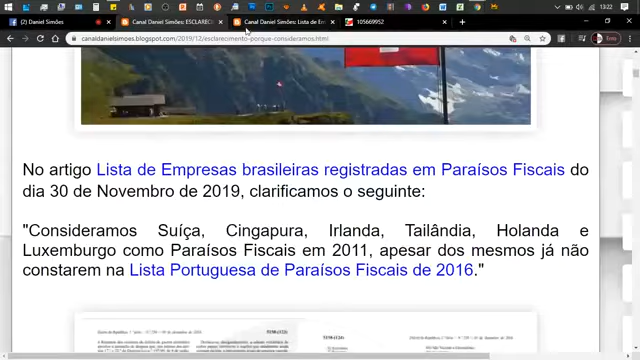 (2) Daniel Simões
Canal Daniel Simões: ESCLARECI
Canal Daniel Simões: Lista de Em
105669952
13:22
canaldanielsimoes.blogspot.com/2019/12/esclarecimento-porque-consideramos.html
No artigo Lista de Empresas brasileiras registradas em Paraísos Fiscais do
dia 30 de Novembro de 2019, clarificamos o seguinte:
"Consideramos Suíça, Cingapura, Irlanda, Tailândia, Holanda e
Luxemburgo como Paraísos Fiscais em 2011, apesar dos mesmos já não
constarem na Lista Portuguesa de Paraísos Fiscais de 2016."